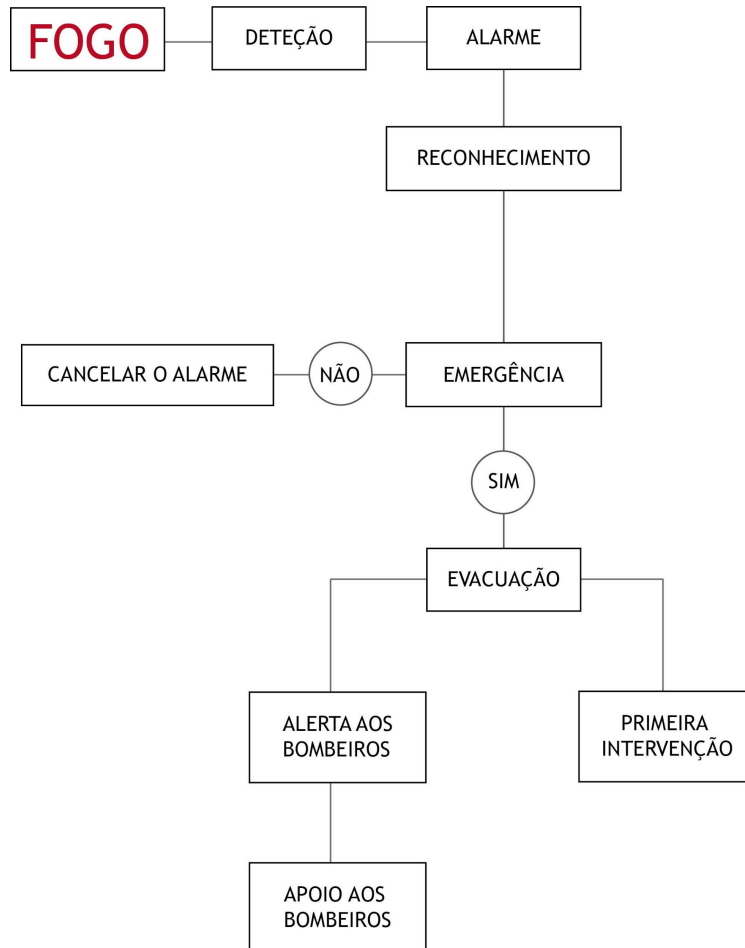 FOGO
DETEÇÃO
ALARME
RECONHECIMENTO
CANCELAR O ALARME
NÃO
EMERGÊNCIA
SIM
EVACUAÇÃO
ALERTA AOS
BOMBEIROS
PRIMEIRA
INTERVENÇÃO
APOIO AOS
BOMBEIROS